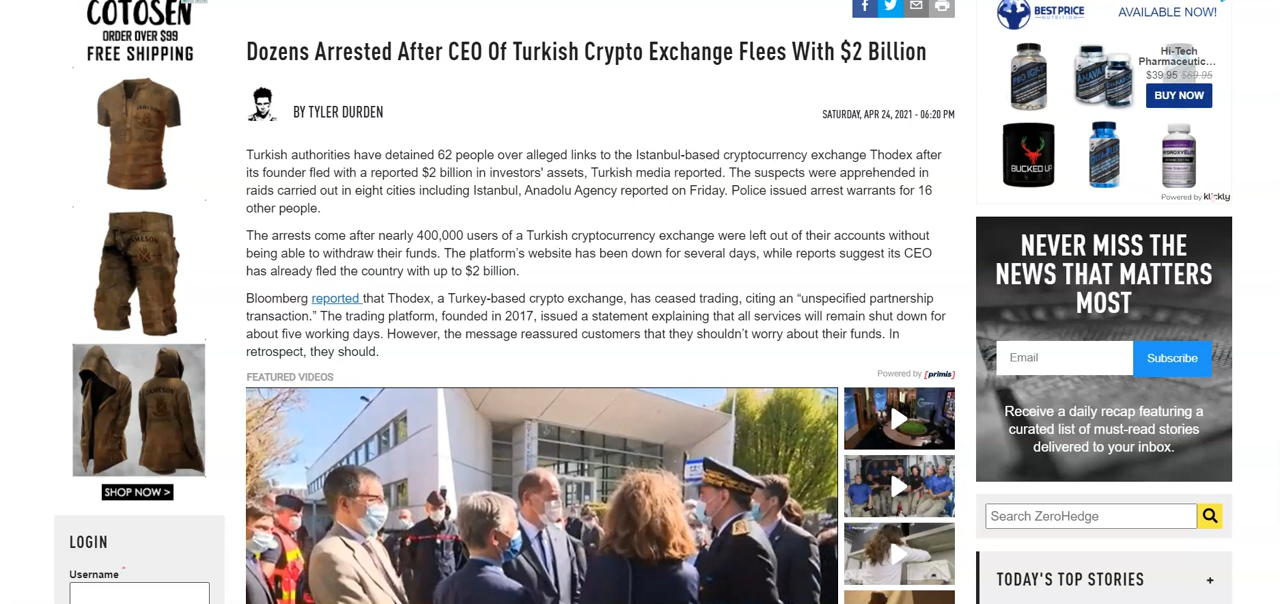 COTOSEN
ORDER OVER $99
FREE SHIPPING
JAMESON
JAMESON
JAMESON
SHOP NOW >
LOGIN
Username *
Dozens Arrested After CEO Of Turkish Crypto Exchange Flees With $2 Billion
BY TYLER DURDEN
SATURDAY, APR 24, 2021 - 06:20 PM
Turkish authorities have detained 62 people over alleged links to the Istanbul-based cryptocurrency exchange Thodex after
its founder fled with a reported $2 billion in investors' assets, Turkish media reported. The suspects were apprehended in
raids carried out in eight cities including Istanbul, Anadolu Agency reported on Friday. Police issued arrest warrants for 16
other people.
The arrests come after nearly 400,000 users of a Turkish cryptocurrency exchange were left out of their accounts without
being able to withdraw their funds. The platform's website has been down for several days, while reports suggest its CEO
has already fled the country with up to $2 billion.
Bloomberg reported that Thodex, a Turkey-based crypto exchange, has ceased trading, citing an “unspecified partnership
transaction.” The trading platform, founded in 2017, issued a statement explaining that all services will remain shut down for
about five working days. However, the message reassured customers that they shouldn't worry about their funds. In
retrospect, they should.
FEATURED VIDEOS
Powered by [primis]
BEST PRICE
NUTRITION
AVAILABLE NOW!
Hi-Tech
Pharmaceutic...
$39.95 $69.95
BUY NOW
BUCKED UP
Powered by klickly
NEVER MISS THE
NEWS THAT MATTERS
MOST
Email
Subscribe
Receive a daily recap featuring a
curated list of must-read stories
delivered to your inbox.
Search ZeroHedge
TODAY'S TOP STORIES +